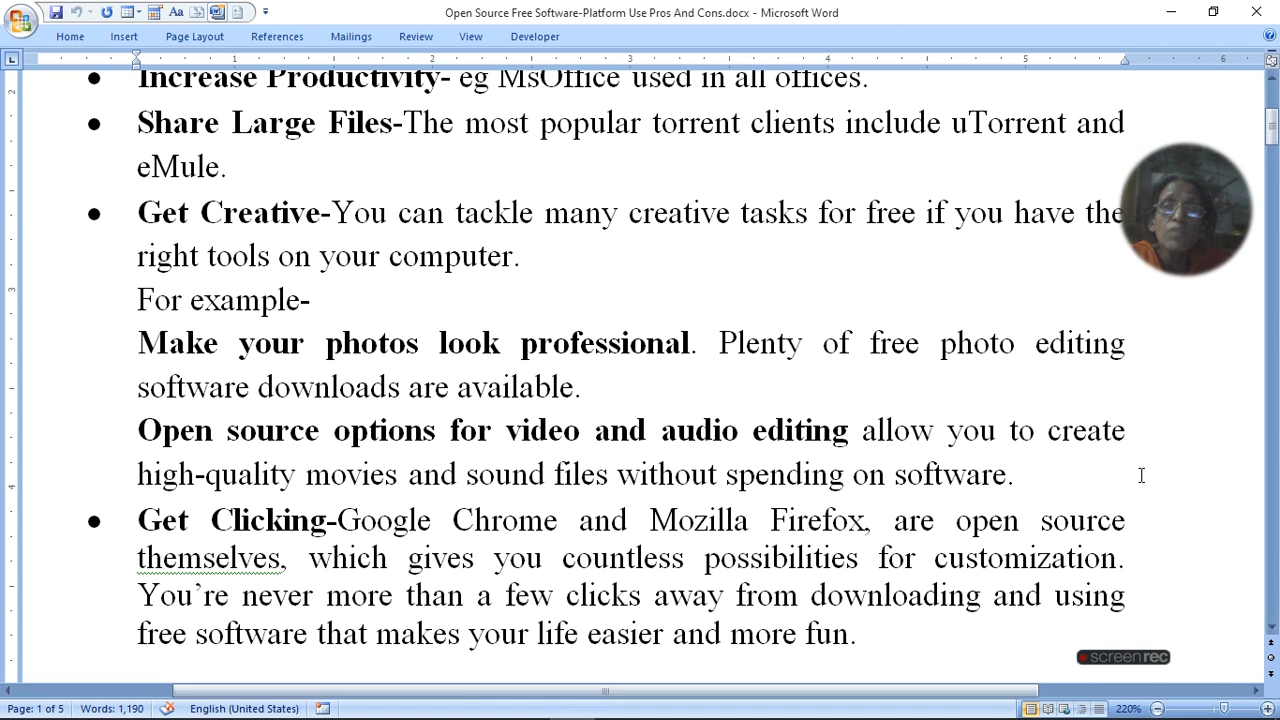 Open Source Free Software-Platform Use Pros And Cons.docx - Microsoft Word
Home Insert Page Layout References Mailings Review View Developer
1 2 3 4 5 6
• Increase Productivity- eg MsOffice used in all offices.
• Share Large Files-The most popular torrent clients include uTorrent and
eMule.
• Get Creative-You can tackle many creative tasks for free if you have the
right tools on your computer.
For example-
Make your photos look professional. Plenty of free photo editing
software downloads are available.
Open source options for video and audio editing allow you to create
high-quality movies and sound files without spending on software.
• Get Clicking-Google Chrome and Mozilla Firefox, are open source
themselves, which gives you countless possibilities for customization.
You’re never more than a few clicks away from downloading and using
free software that makes your life easier and more fun.
screenrec
Page: 1 of 5 Words: 1,190 English (United States) 220%